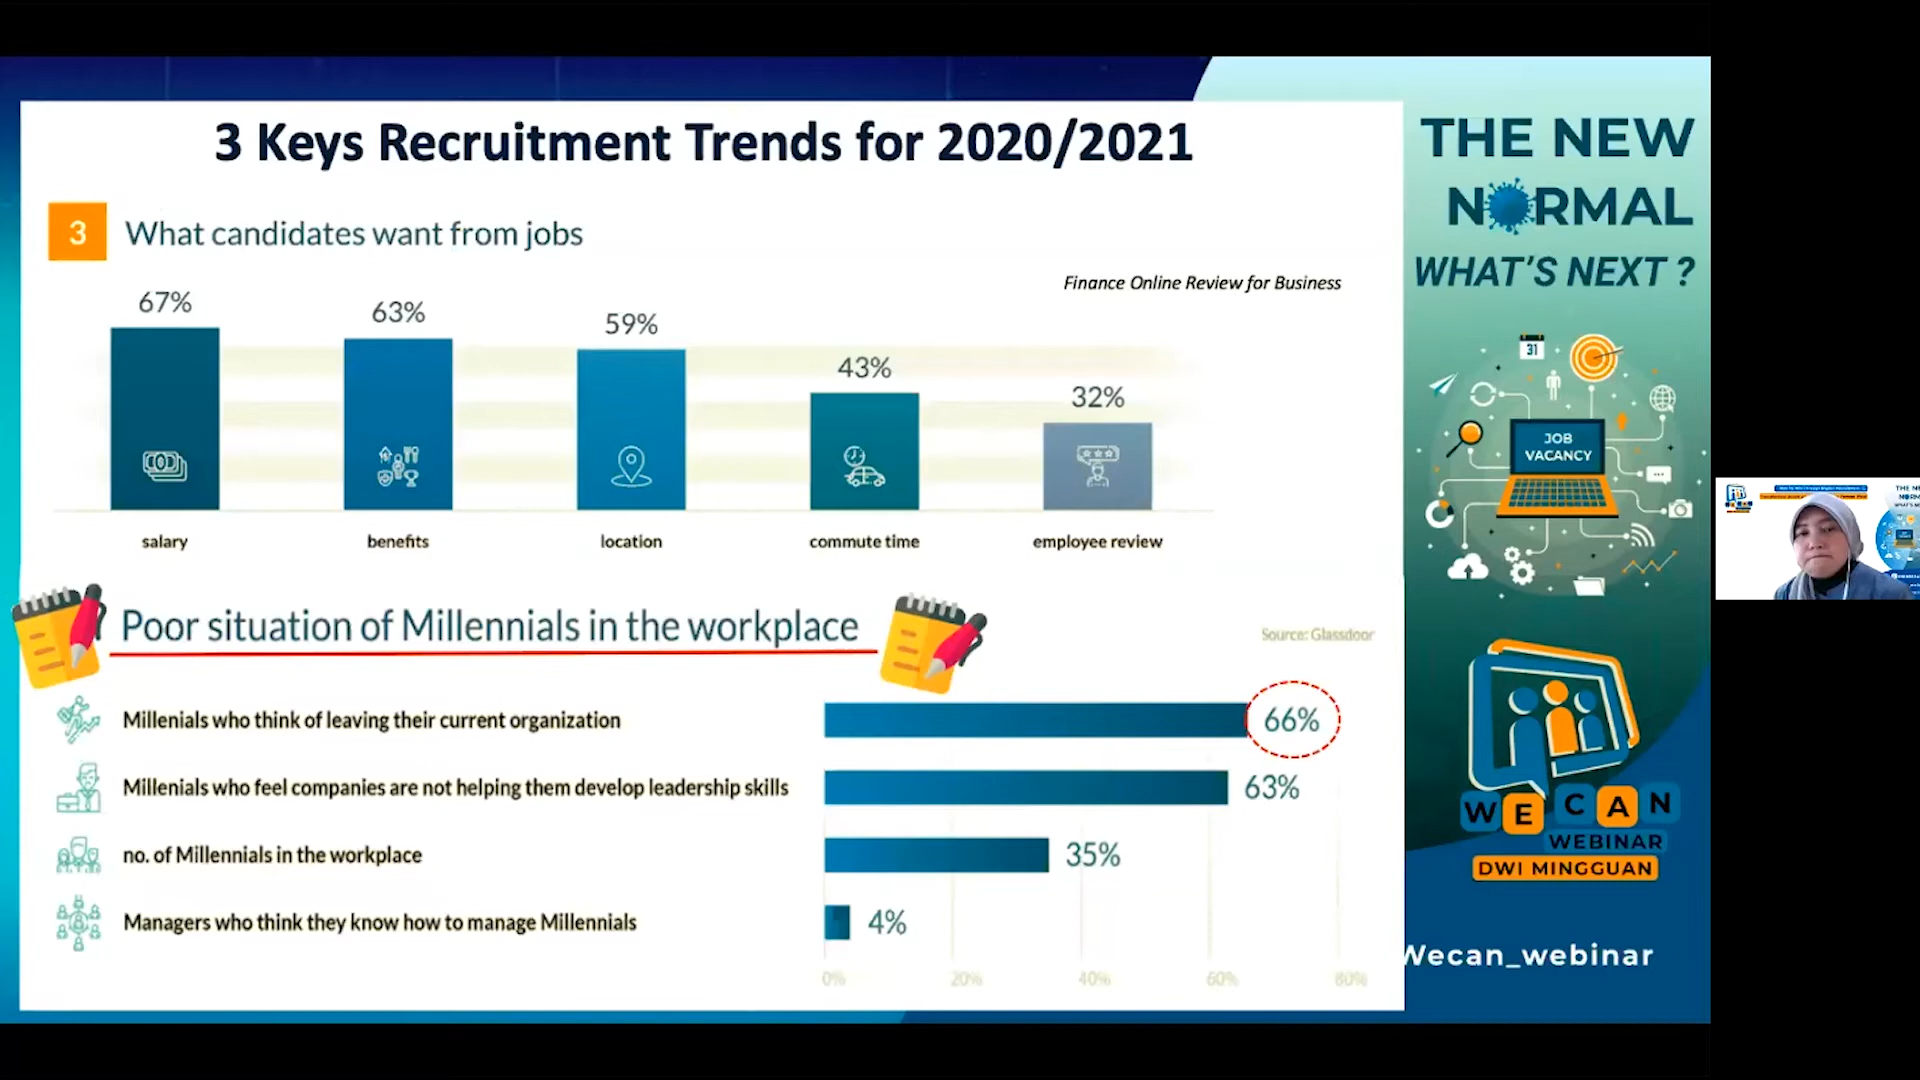 3 Keys Recruitment Trends for 2020/2021
3
What candidates want from jobs
Finance Online Review for Business
67%
63%
59%
43%
32%
salary
benefits
location
commute time
employee review
Poor situation of Millennials in the workplace
Source: Glassdoor
Millenials who think of leaving their current organization
66%
Millenials who feel companies are not helping them develop leadership skills
63%
no. of Millennials in the workplace
35%
Managers who think they know how to manage Millennials
4%
0%
20%
40%
60%
80%
THE NEW
NORMAL
WHAT'S NEXT ?
31
JOB
VACANCY
WE CAN
WEBINAR
DWI MINGGUAN
Wecan_webinar